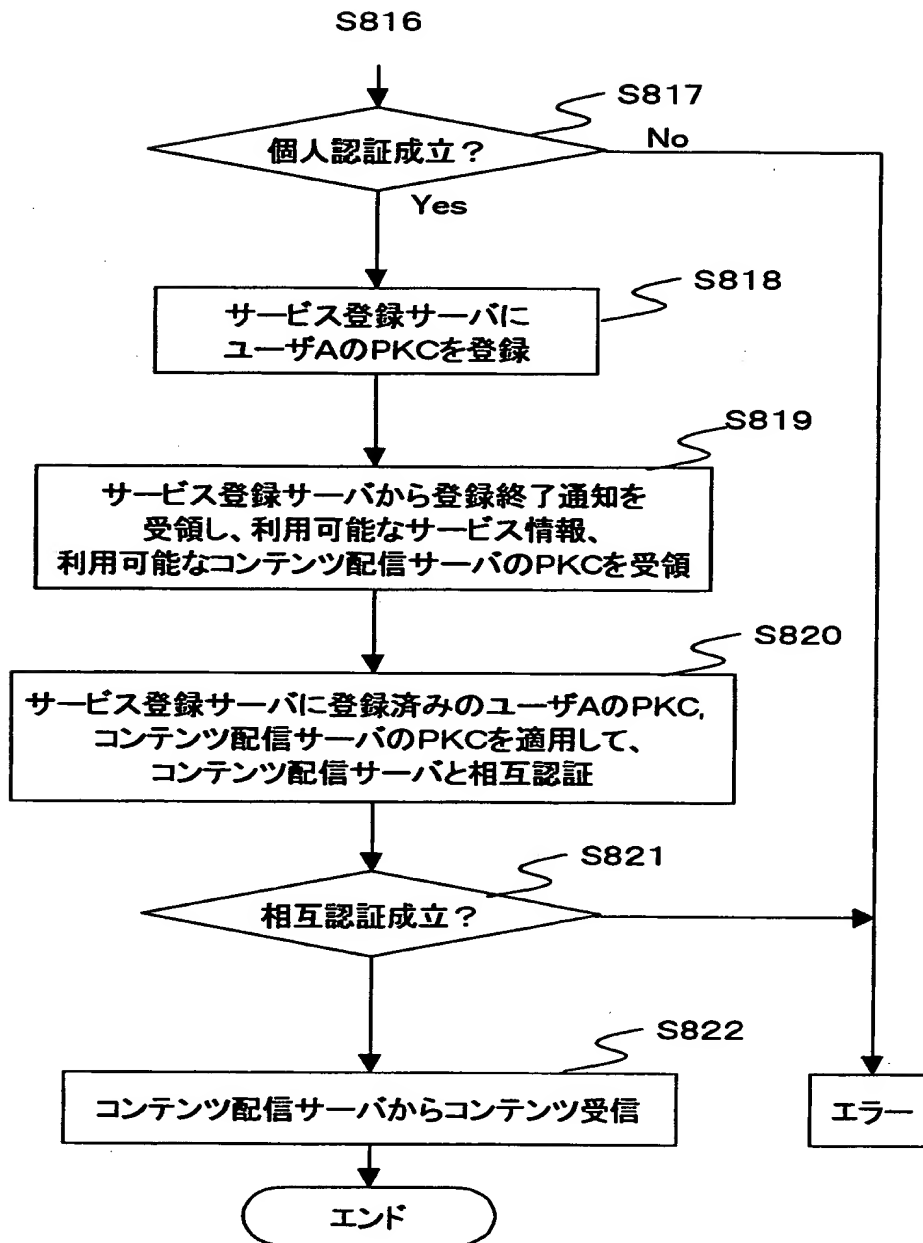 S816
S817
個人認証成立?
No
Yes
S818
サービス登録サーバに
ユーザAのPKCを登録
S819
サービス登録サーバから登録終了通知を
受領し、利用可能なサービス情報、
利用可能なコンテンツ配信サーバのPKCを受領
S820
サービス登録サーバに登録済みのユーザAのPKC,
コンテンツ配信サーバのPKCを適用して、
コンテンツ配信サーバと相互認証
S821
相互認証成立?
S822
コンテンツ配信サーバからコンテンツ受信
エラー
エンド